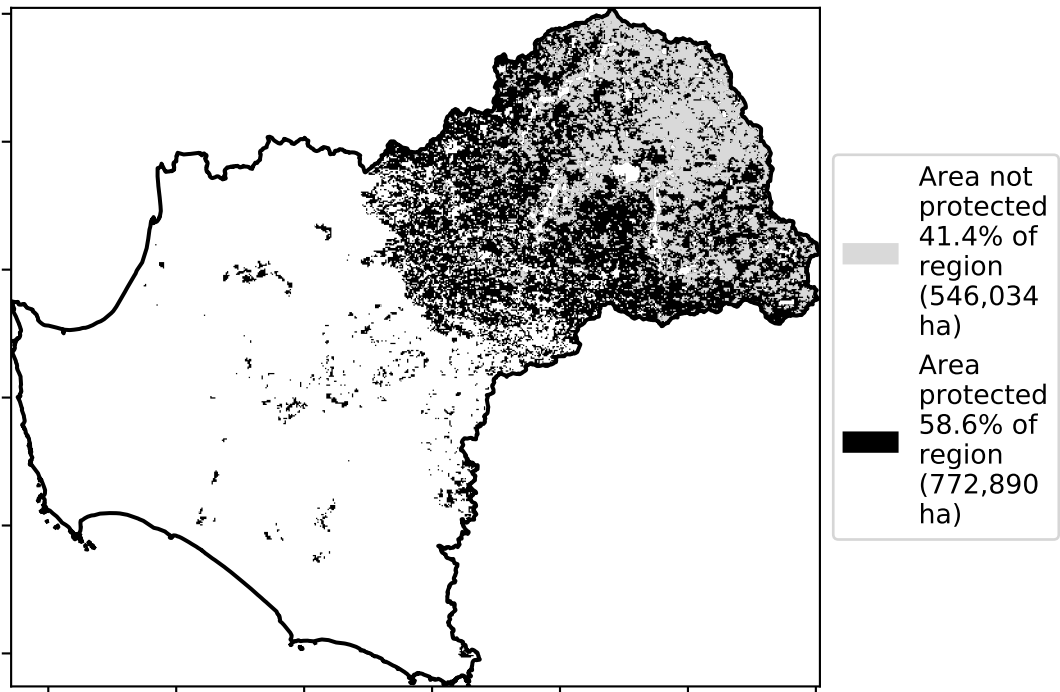 Area not
protected
41.4% of
region
(546,034
ha)
Area
protected
58.6% of
region
(772,890
ha)